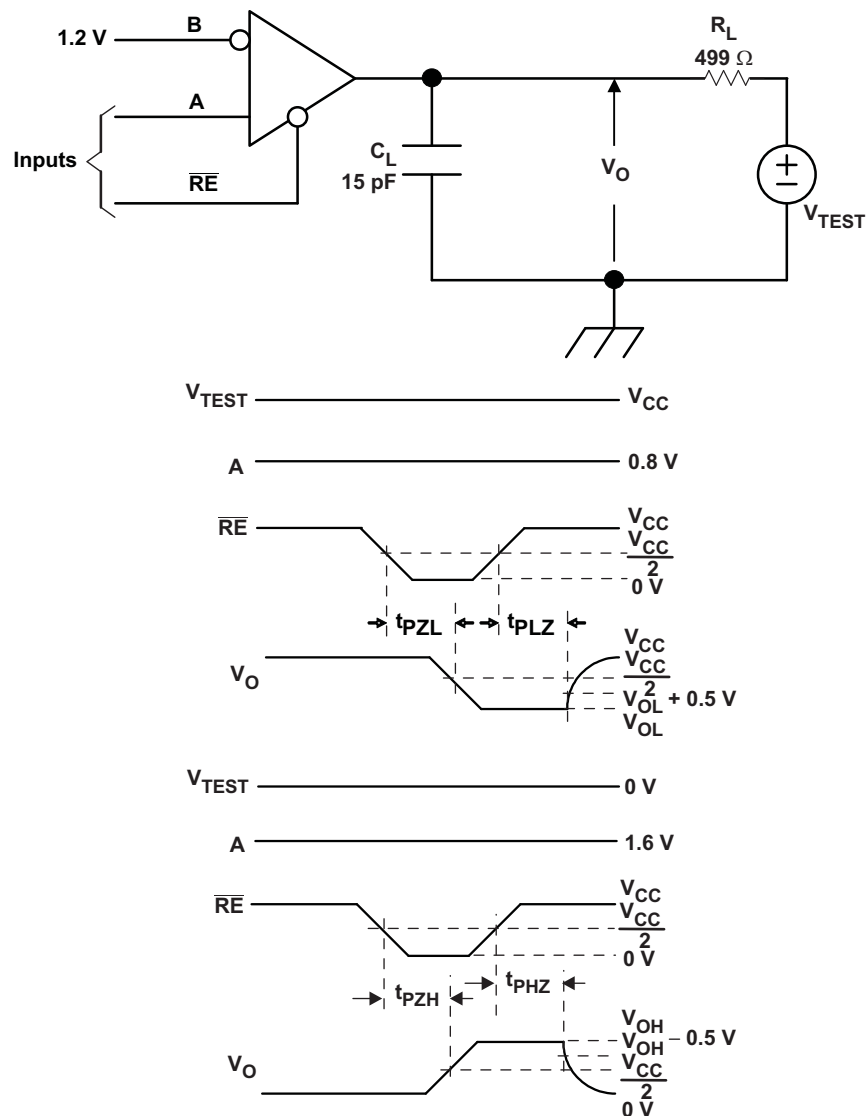 B
1.2 V
A
Inputs
RE
C_L
15 pF
V_O
R_L
499 Ω
V_TEST
V_TEST
V_CC
A
0.8 V
RE
V_CC
V_CC
2
0 V
t_PZL
t_PLZ
V_O
V_CC
V_CC
2
V_OL + 0.5 V
V_OL
V_TEST
0 V
A
1.6 V
RE
V_CC
V_CC
2
0 V
t_PZH
t_PHZ
V_O
V_OH
V_OH − 0.5 V
V_CC
2
0 V